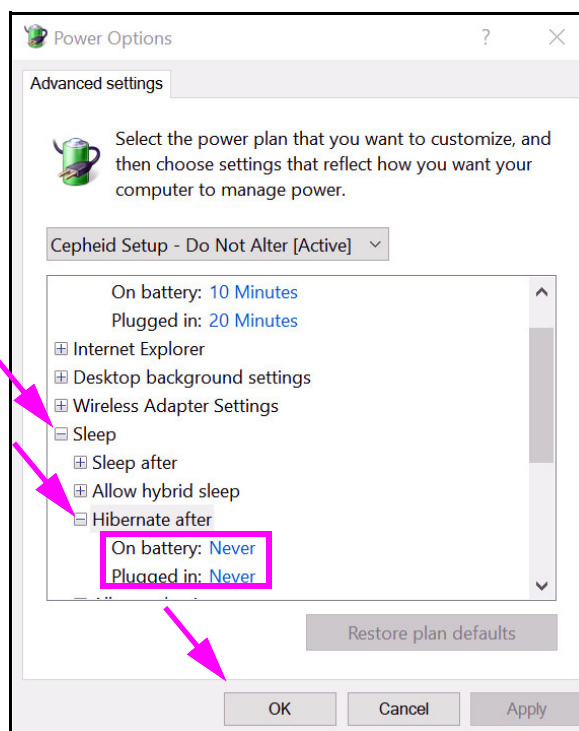 Power Options
Advanced settings
Select the power plan that you want to customize, and
then choose settings that reflect how you want your
computer to manage power.
Cepheid Setup - Do Not Alter [Active]
On battery: 10 Minutes
Plugged in: 20 Minutes
Internet Explorer
Desktop background settings
Wireless Adapter Settings
Sleep
Sleep after
Allow hybrid sleep
Hibernate after
On battery: Never
Plugged in: Never
Restore plan defaults
OK Cancel Apply